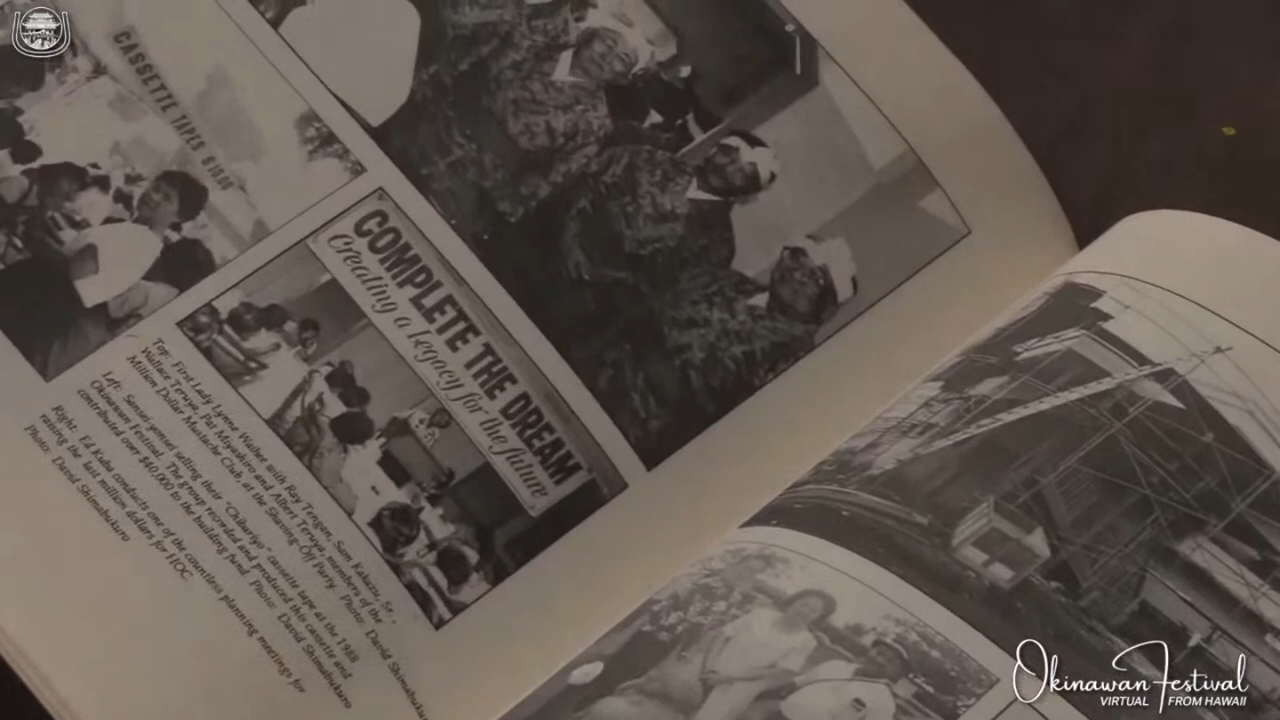 CASSETTE TAPES $10.00
COMPLETE THE DREAM
Creating a Legacy for the future
Top: First Lady Lynne Waihee with Ray Tengan, Sam Kakazu, Sr.,
Wallace Teruya, Pat Miyashiro and Albert Teruya, members of the
Million Dollar Mustache Club, at the Shaving-Off Party. Photo: David Shimabukuro
Left: Sansei-yonsei selling their "Chibariyo" cassette tape at the 1988
Okinawan Festival. The group recorded and produced this cassette and
contributed over $40,000 to the building fund. Photo: David Shimabukuro
Right: Ed Kuba conducts one of the countless planning meetings for
raising the last million dollars for HOC.
Photo: David Shimabukuro
Okinawan Festival
VIRTUAL FROM HAWAII